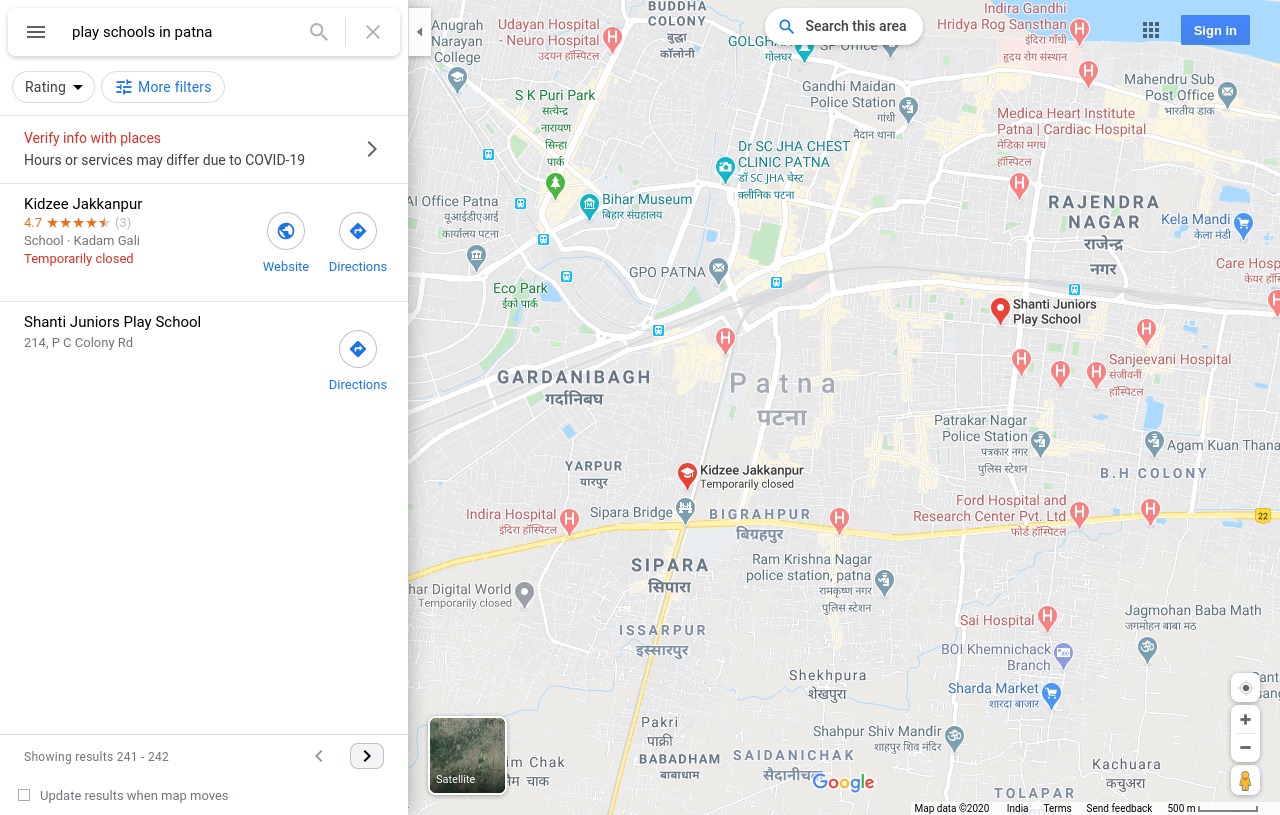 play schools in patna
Rating
More filters
Verify info with places
Hours or services may differ due to COVID-19
Kidzee Jakkanpur
4.7 (3)
School · Kadam Gali
Temporarily closed
Website
Directions
Shanti Juniors Play School
214, P C Colony Rd
Directions
Showing results 241 - 242
Update results when map moves
Search this area
Sign in
Anugrah
Narayan
College
Udayan Hospital
- Neuro Hospital
उदयन हॉस्पिटल
BUDDHA
COLONY
बुद्धा
कॉलोनी
GOLGHAR
गोलघर
SP Office
Indira Gandhi
Hridya Rog Sansthan
इंदिरा गाँधी
हृदय रोग संस्थान
Mahendru Sub
Post Office
भारतीय डाक
S K Puri Park
सत्येन्द्र
नारायण
सिन्हा
पार्क
Gandhi Maidan
Police Station
गांधी
मैदान थाना
Medica Heart Institute
Patna | Cardiac Hospital
मेडिका मगध
हॉस्पिटल
Dr SC JHA CHEST
CLINIC PATNA
डॉ SC JHA चेस्ट
क्लीनिक पटना
AI Office Patna
यूआईडीएआई
कार्यालय पटना
Bihar Museum
बिहार संग्रहालय
RAJENDRA
NAGAR
राजेन्द्र
नगर
Kela Mandi
केला मंडी
GPO PATNA
Care Hosp
केयर हॉस्
Eco Park
ईको पार्क
Shanti Juniors
Play School
Sanjeevani Hospital
संजीवनी
हॉस्पिटल
GARDANIBAGH
गर्दानिबघ
Patna
पटना
Patrakar Nagar
Police Station
पत्रकार नगर
पुलिस स्टेशन
Agam Kuan Thana
B.H COLONY
YARPUR
यारपुर
Kidzee Jakkanpur
Temporarily closed
Indira Hospital
इंदिरा हॉस्पिटल
Sipara Bridge
BIGRAHPUR
बिग्रहपुर
Ford Hospital and
Research Center Pvt. Ltd
फोर्ड हॉस्पिटल
22
SIPARA
सिपारा
Ram Krishna Nagar
police station, patna
रामकृष्ण नगर
पुलिस स्टेशन
har Digital World
Temporarily closed
ISSARPUR
इस्सारपुर
Sai Hospital
Jagmohan Baba Math
जगमोहन बाबा मठ
BOI Khemnichack
Branch
Shekhpura
शेखपुरा
Sharda Market
शारदा बाजार
Pakri
पाक्री
BABADHAM
बाबाधाम
Shahpur Shiv Mandir
शाहपुर शिव मंदिर
SAIDANICHAK
सैदानीचक
im Chak
चाक
Kachuara
कचुअरा
TOLAPAR
Satellite
Google
Map data ©2020 India Terms Send feedback 500 m